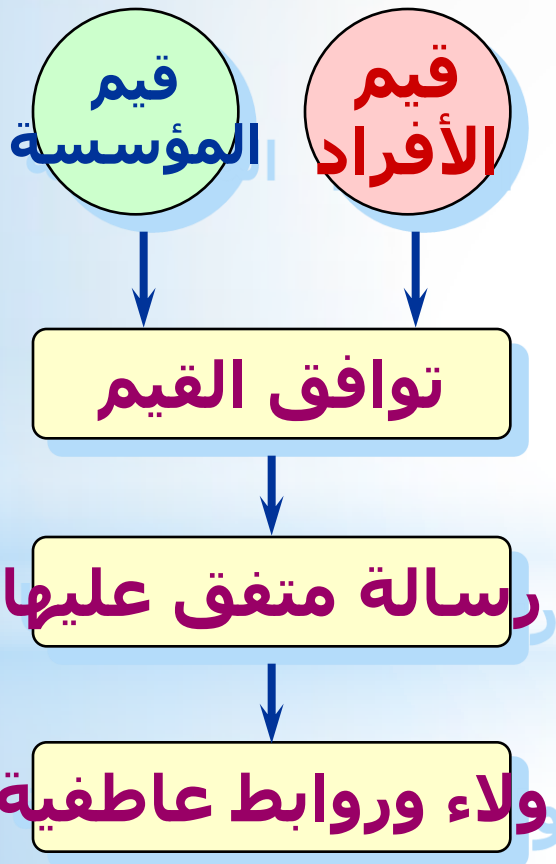 قيم
الأفراد
قيم
المؤسسة
توافق القيم
رسالة متفق عليها
ولاء وروابط عاطفية